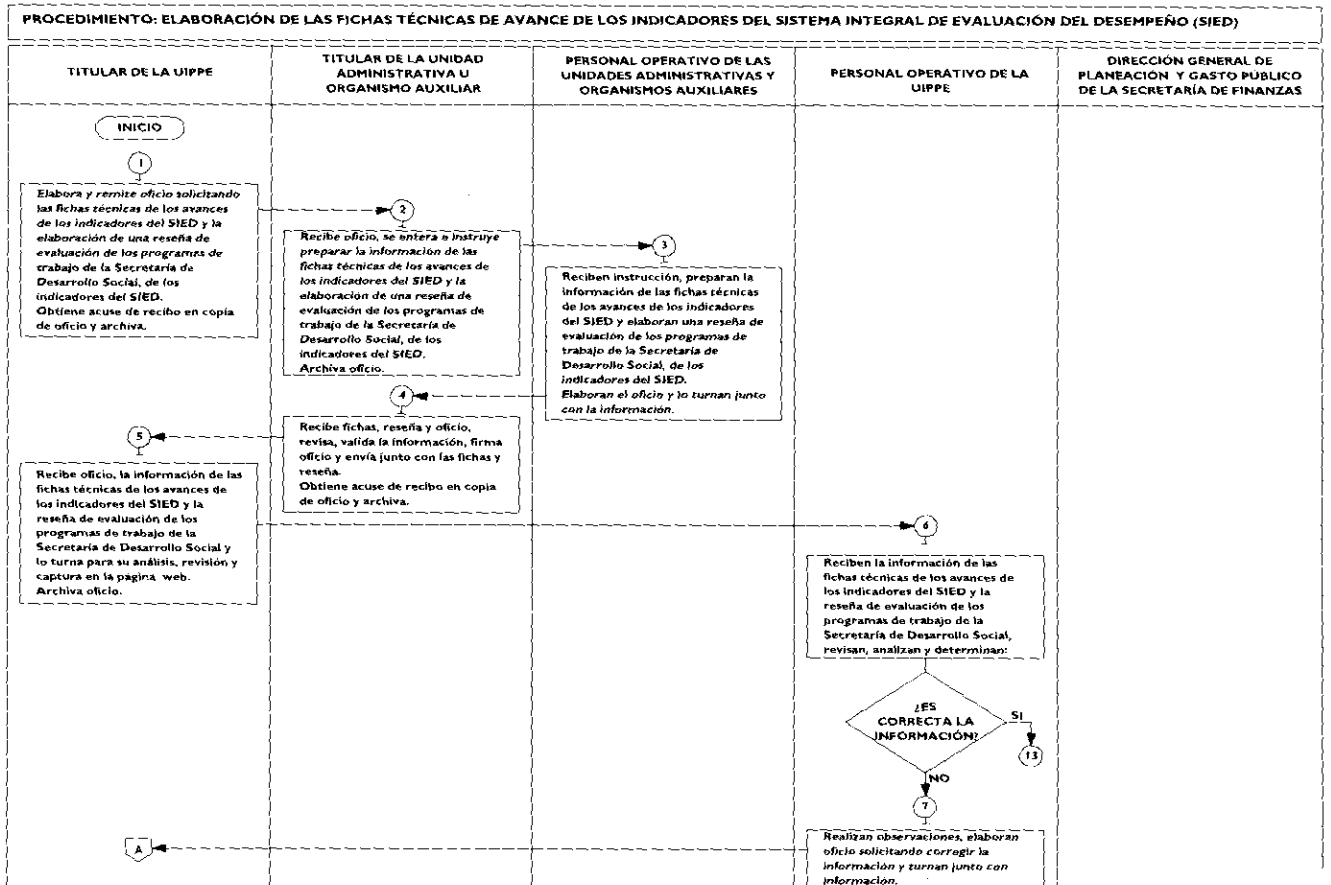 PROCEDIMIENTO: ELABORACIÓN DE LAS FICHAS TÉCNICAS DE AVANCE DE LOS INDICADORES DEL SISTEMA INTEGRAL DE EVALUACIÓN DEL DESEMPEÑO (SIED)
TITULAR DE LA UIPPE
TITULAR DE LA UNIDAD
ADMINISTRATIVA U
ORGANISMO AUXILIAR
PERSONAL OPERATIVO DE LAS
UNIDADES ADMINISTRATIVAS Y
ORGANISMOS AUXILIARES
PERSONAL OPERATIVO DE LA
UIPPE
DIRECCIÓN GENERAL DE
PLANEACIÓN Y GASTO PÚBLICO
DE LA SECRETARÍA DE FINANZAS
INICIO
1
Elabora y remite oficio solicitando
las fichas técnicas de los avances
de los indicadores del SIED y la
elaboración de una reseña de
evaluación de los programas de
trabajo de la Secretaría de
Desarrollo Social, de los
indicadores del SIED.
Obtiene acuse de recibo en copia
de oficio y archiva.
2
Recibe oficio, se entera e instruye
preparar la información de las
fichas técnicas de los avances de
los indicadores del SIED y la
elaboración de una reseña de
evaluación de los programas de
trabajo de la Secretaría de
Desarrollo Social, de los
indicadores del SIED.
Archiva oficio.
3
Reciben instrucción, preparan la
información de las fichas técnicas
de los avances de los indicadores
del SIED y elaboran una reseña de
evaluación de los programas de
trabajo de la Secretaría de
Desarrollo Social, de los
indicadores del SIED.
Elaboran el oficio y lo turnan junto
con la información.
4
Recibe fichas, reseña y oficio,
revisa, valida la información, firma
oficio y envía junto con las fichas y
reseña.
Obtiene acuse de recibo en copia
de oficio y archiva.
5
Recibe oficio, la información de las
fichas técnicas de los avances de
los indicadores del SIED y la
reseña de evaluación de los
programas de trabajo de la
Secretaría de Desarrollo Social y
lo turna para su análisis, revisión y
captura en la página web.
Archiva oficio.
6
Reciben la información de las
fichas técnicas de los avances de
los indicadores del SIED y la
reseña de evaluación de los
programas de trabajo de la
Secretaría de Desarrollo Social,
revisan, analizan y determinan:
¿ES
CORRECTA LA
INFORMACIÓN?
SI
13
NO
7
Realizan observaciones, elaboran
oficio solicitando corregir la
información y turnan junto con
información.
A